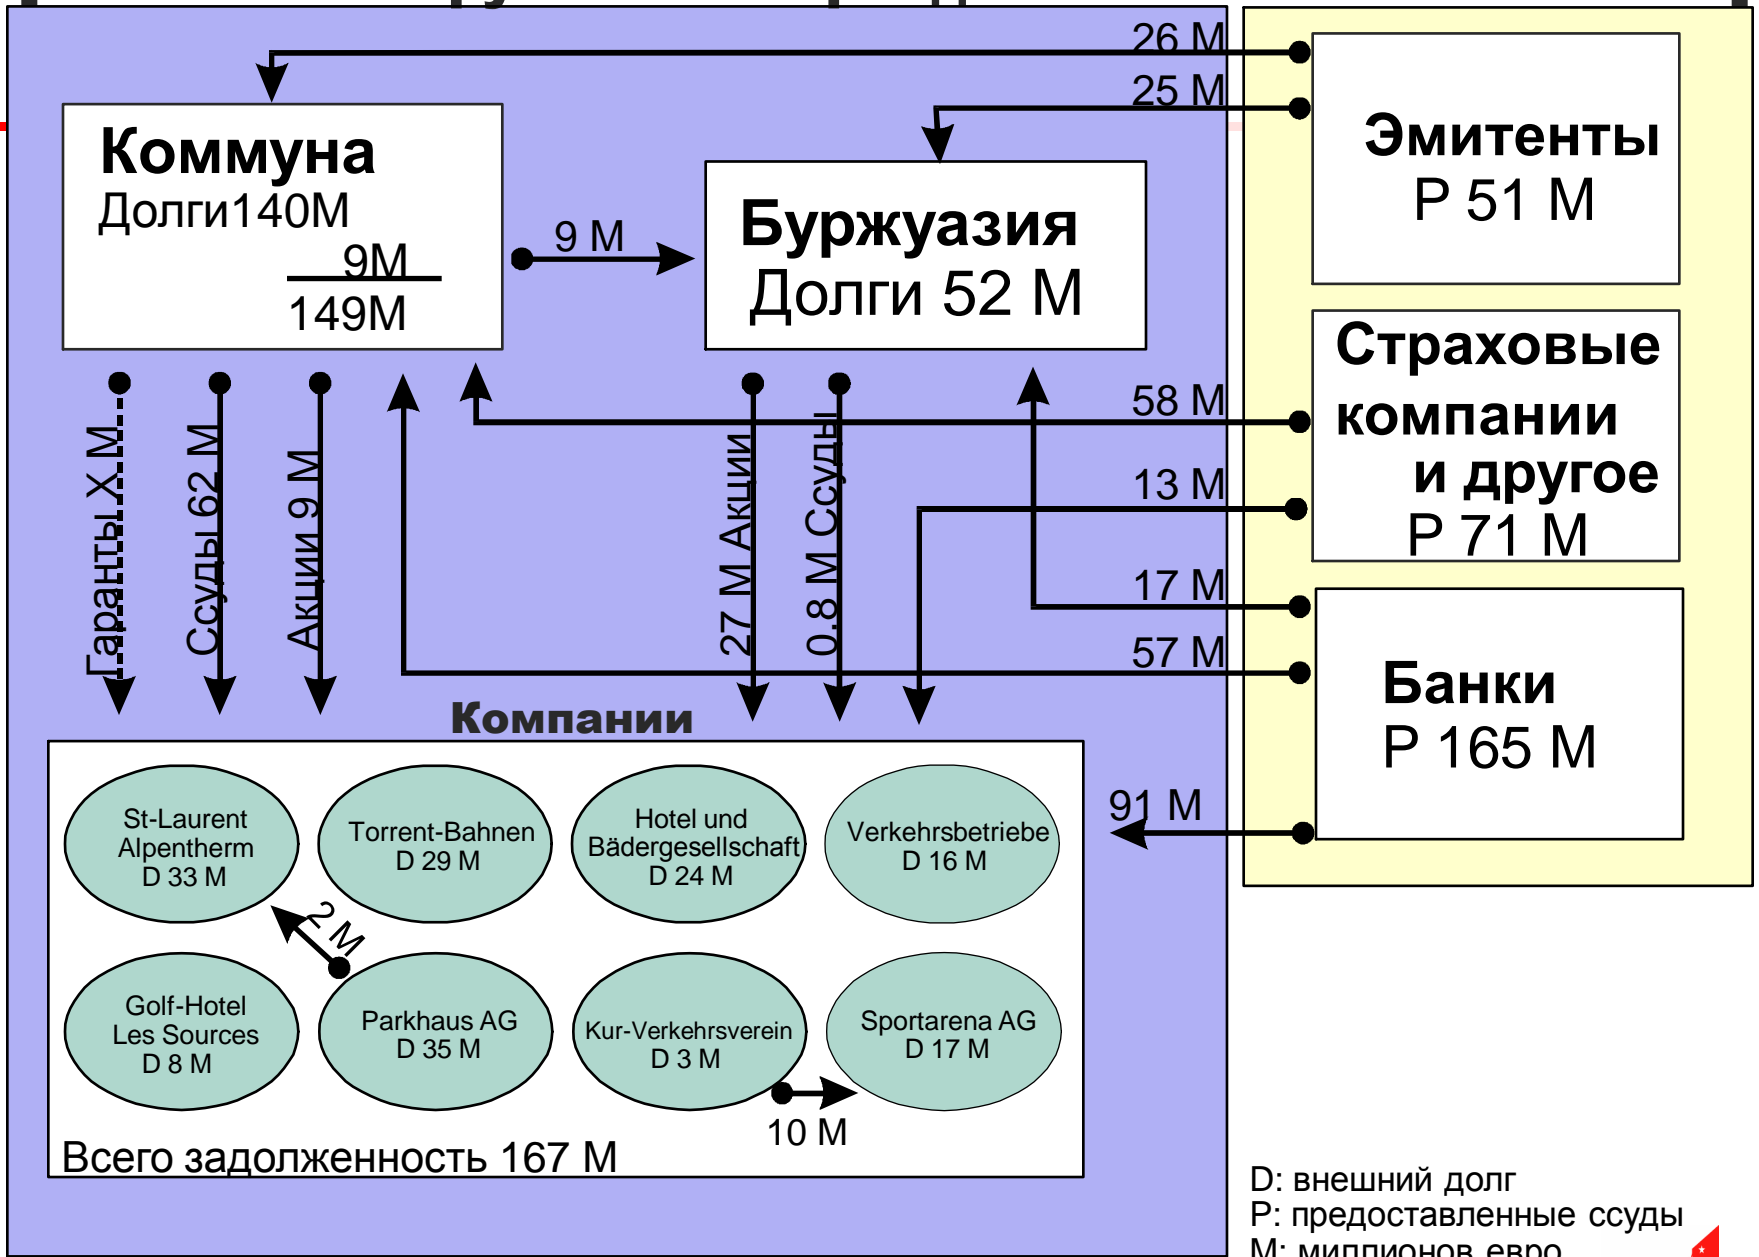 26 М
25 М
Коммуна
Долги140М
9М
149М
9 М
Буржуазия
Долги 52 М
Эмитенты
Р 51 М
Страховые
компании
и другое
Р 71 М
58 М
13 М
17 М
57 М
Гаранты Х М
Ссуды 62 М
Акции 9 М
27 М Акции
0.8 М Ссуды
Банки
Р 165 М
91 М
Компании
St-Laurent
Alpentherm
D 33 M
Torrent-Bahnen
D 29 M
Hotel und
Bädergesellschaft
D 24 M
Verkehrsbetriebe
D 16 M
2 М
Golf-Hotel
Les Sources
D 8 M
Parkhaus AG
D 35 M
Kur-Verkehrsverein
D 3 M
Sportarena AG
D 17 M
10 М
Всего задолженность 167 М
D: внешний долг
P: предоставленные ссуды
М: миллионов евро